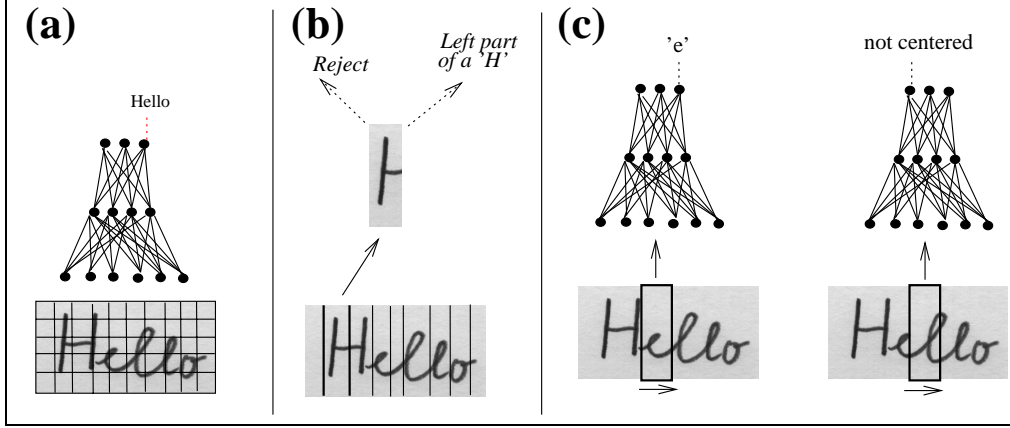 (a)
Hello
Hello
(b)
Reject
Left part
of a 'H'
H
Hello
(c)
'e'
Hello
not centered
Hello